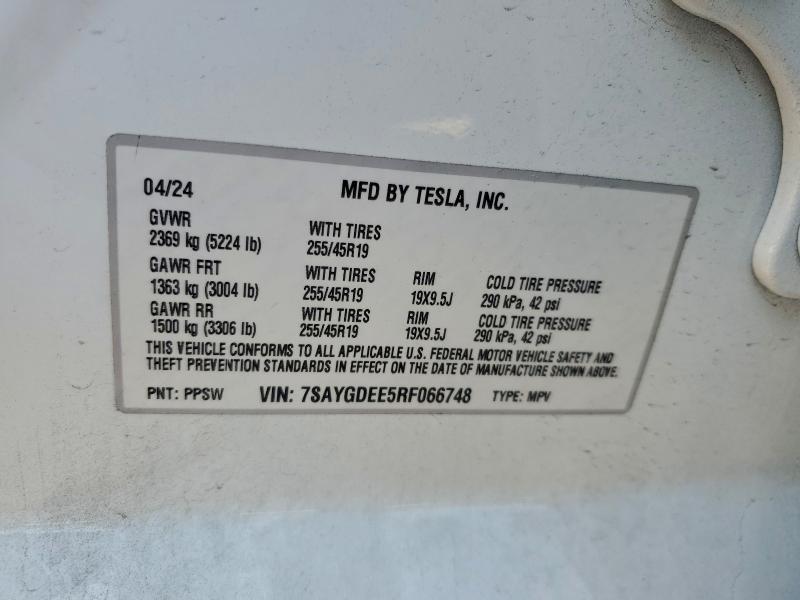 04/24 MFD BY TESLA, INC.
GVWR
2369 kg (5224 lb) WITH TIRES 255/45R19
GAWR FRT WITH TIRES RIM COLD TIRE PRESSURE
1363 kg (3004 lb) 255/45R19 19X9.5J 290 kPa, 42 psi
GAWR RR WITH TIRES RIM COLD TIRE PRESSURE
1500 kg (3306 lb) 255/45R19 19X9.5J 290 kPa, 42 psi
THIS VEHICLE CONFORMS TO ALL APPLICABLE U.S. FEDERAL MOTOR VEHICLE SAFETY AND
THEFT PREVENTION STANDARDS IN EFFECT ON THE DATE OF MANUFACTURE SHOWN ABOVE.
PNT: PPSW VIN: 7SAYGDEE5RF066748 TYPE: MPV